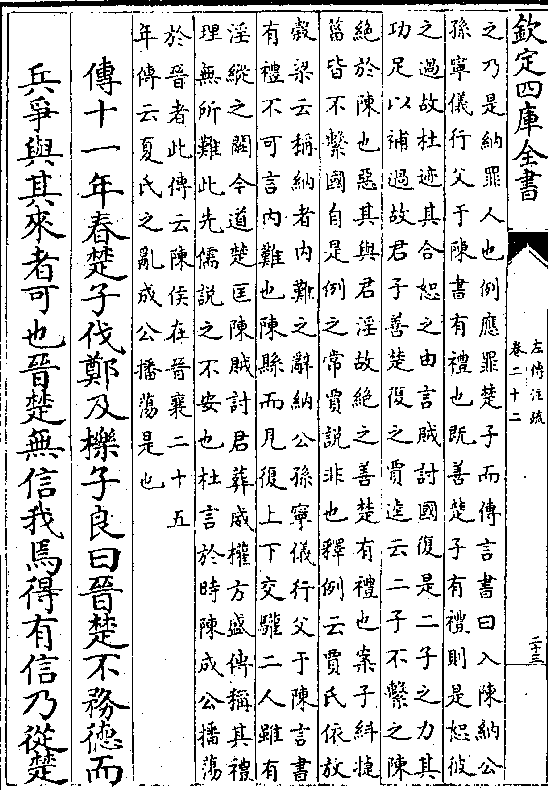 欽定四庫全書
左傳注疏
卷二十二
二十三
之乃是納罪人也例應罪楚子而傳言書曰入陳納公
孫寧儀行父于陳書有禮也既善楚子有禮則是恕彼
之過故杜迹其合恕之由言賊討國復是二子之力其
功足以補過故君子善楚復之賈逵云二子不繫之陳
絶於陳也惡其與君淫故絶之善楚有禮也案子糾捷
菑皆不繫國自是例之常賈説非也釋例云賈氏依放
穀梁云稱納者内難之辭納公孫寧儀行父于陳言書
有禮不可言内難也陳縣而見復上下交驩二人雖有
淫縱之闕今道楚匡陳賊討君葬威權方盛傳稱其禮
理無所難此先儒説之不安也杜言於時陳成公播蕩
於晉者此傳云陳侯在晉襄二十五
年傳云夏氏之亂成公播蕩是也
傳十一年春楚子伐鄭及櫟子良曰晉楚不務德而
兵爭與其來者可也晉楚無信我焉得有信乃從楚